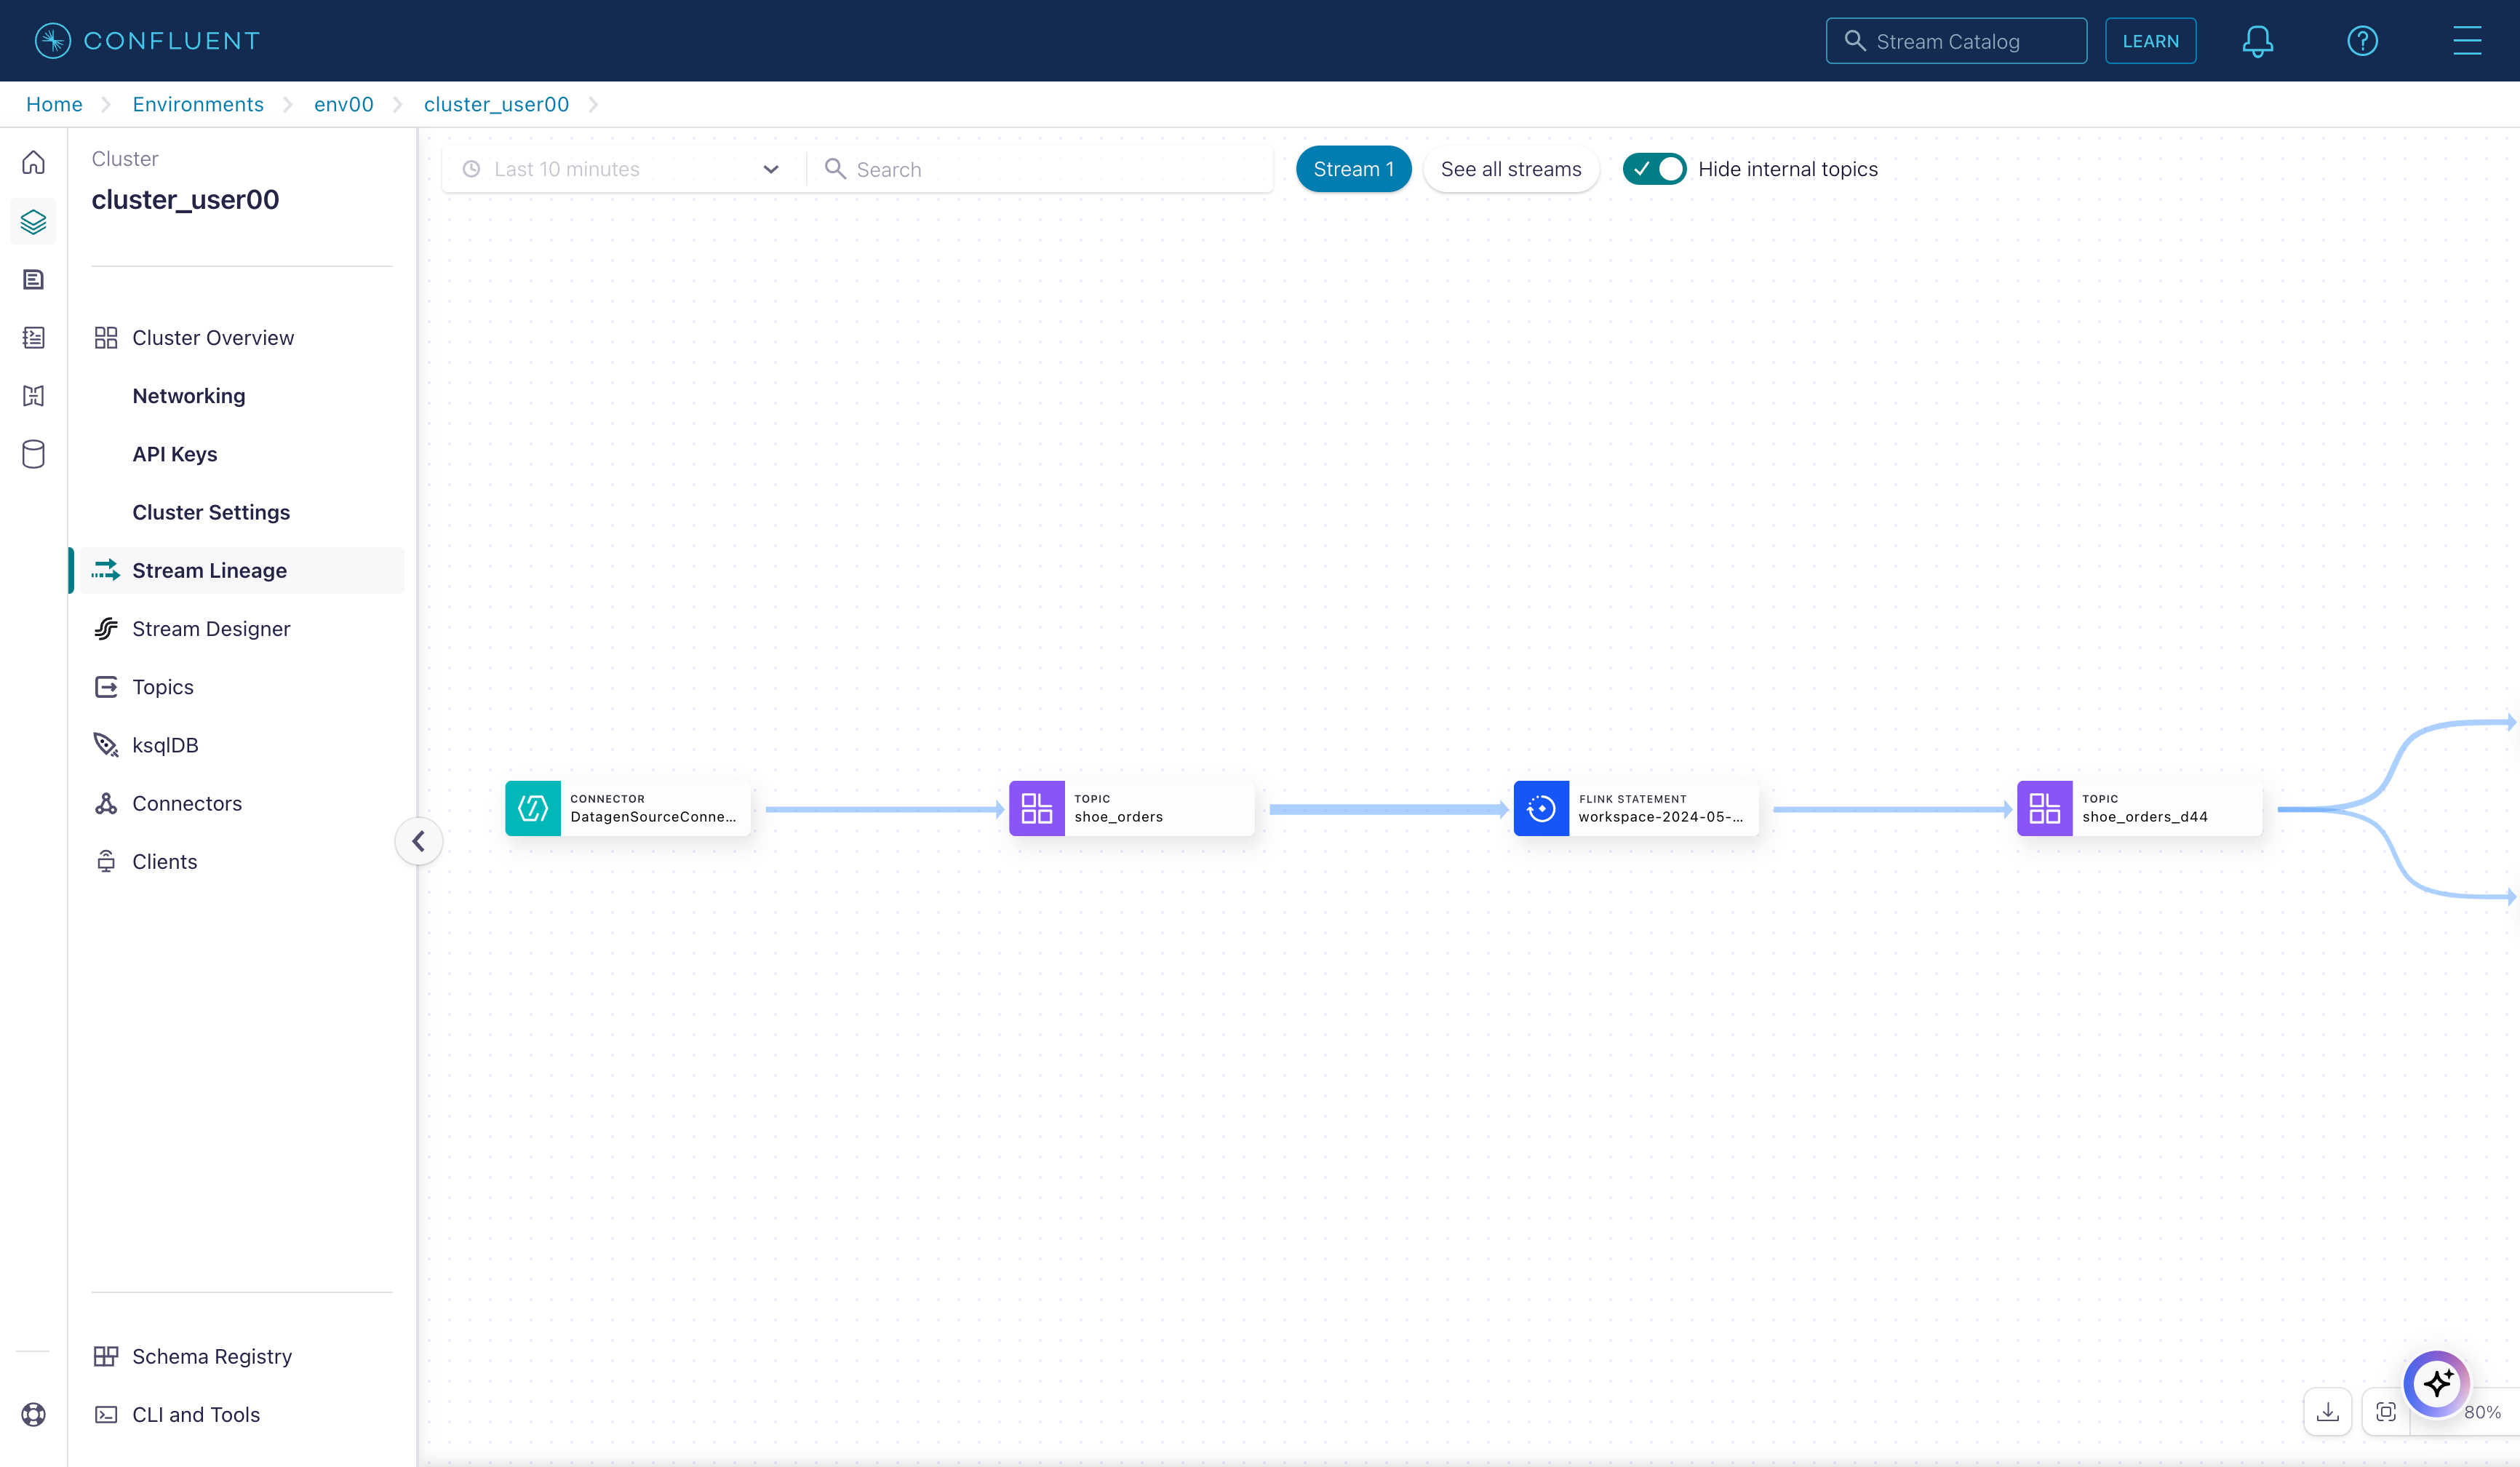 CONFLUENT
Stream Catalog
LEARN
Home
Environments
env00
cluster_user00
Cluster
cluster_user00
Last 10 minutes
Search
Stream 1
See all streams
Hide internal topics
Cluster Overview
Networking
API Keys
Cluster Settings
Stream Lineage
Stream Designer
Topics
ksqlDB
Connectors
Clients
CONNECTOR
DatagenSourceConne...
TOPIC
shoe_orders
FLINK STATEMENT
workspace-2024-05-...
TOPIC
shoe_orders_d44
Schema Registry
CLI and Tools
80%